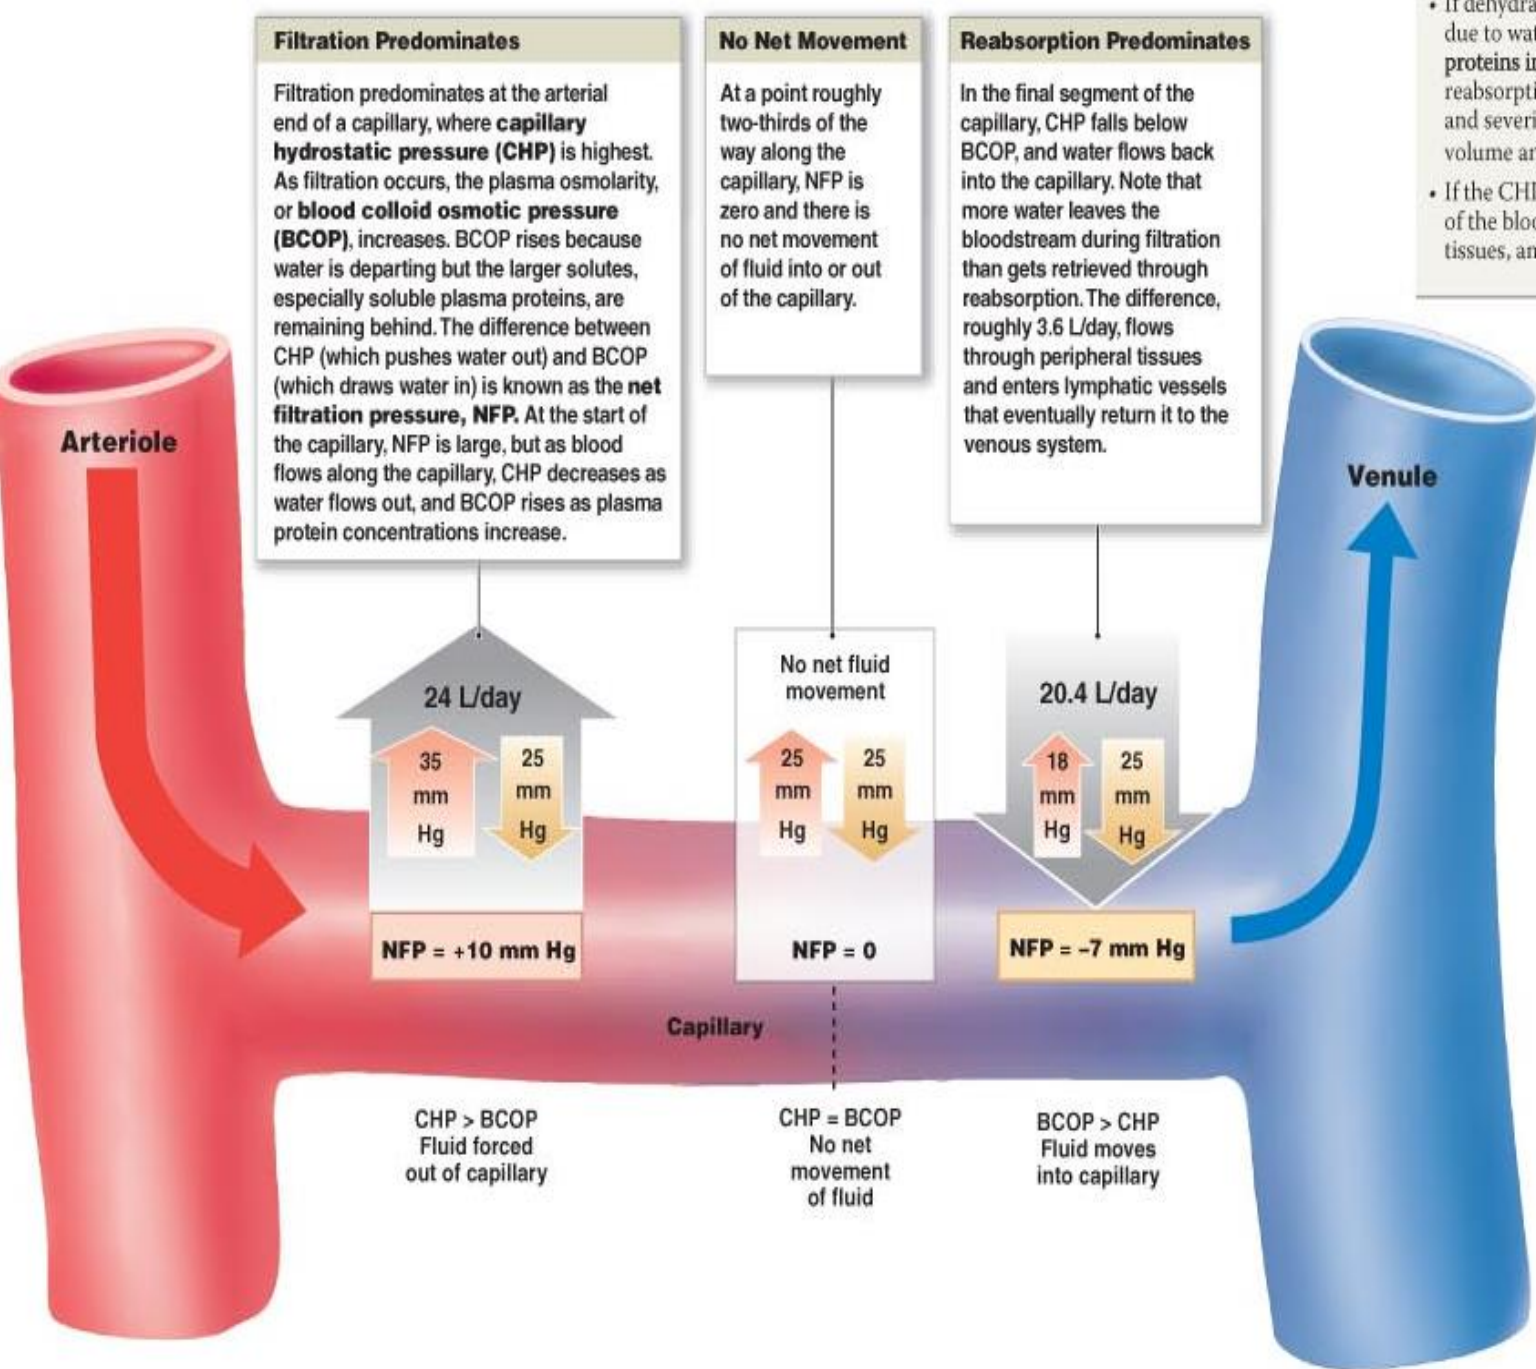 Filtration Predominates
Filtration predominates at the arterial
end of a capillary, where capillary
hydrostatic pressure (CHP) is highest.
As filtration occurs, the plasma osmolarity,
or blood colloid osmotic pressure
(BCOP), increases. BCOP rises because
water is departing but the larger solutes,
especially soluble plasma proteins, are
remaining behind. The difference between
CHP (which pushes water out) and BCOP
(which draws water in) is known as the net
filtration pressure, NFP. At the start of
the capillary, NFP is large, but as blood
flows along the capillary, CHP decreases as
water flows out, and BCOP rises as plasma
protein concentrations increase.
No Net Movement
At a point roughly
two-thirds of the
way along the
capillary, NFP is
zero and there is
no net movement
of fluid into or out
of the capillary.
Reabsorption Predominates
In the final segment of the
capillary, CHP falls below
BCOP, and water flows back
into the capillary. Note that
more water leaves the
bloodstream during filtration
than gets retrieved through
reabsorption. The difference,
roughly 3.6 L/day, flows
through peripheral tissues
and enters lymphatic vessels
that eventually return it to the
venous system.
• If
due to
proteins
and
volume
• If the
of the
tissues,
Arteriole
Venule
24 L/day
35
mm
Hg
25
mm
Hg
NFP = +10 mm Hg
No net fluid
movement
25
mm
Hg
25
mm
Hg
NFP = 0
20.4 L/day
18
mm
Hg
25
mm
Hg
NFP = −7 mm Hg
Capillary
CHP > BCOP
Fluid forced
out of capillary
CHP = BCOP
No net
movement
of fluid
BCOP > CHP
Fluid moves
into capillary